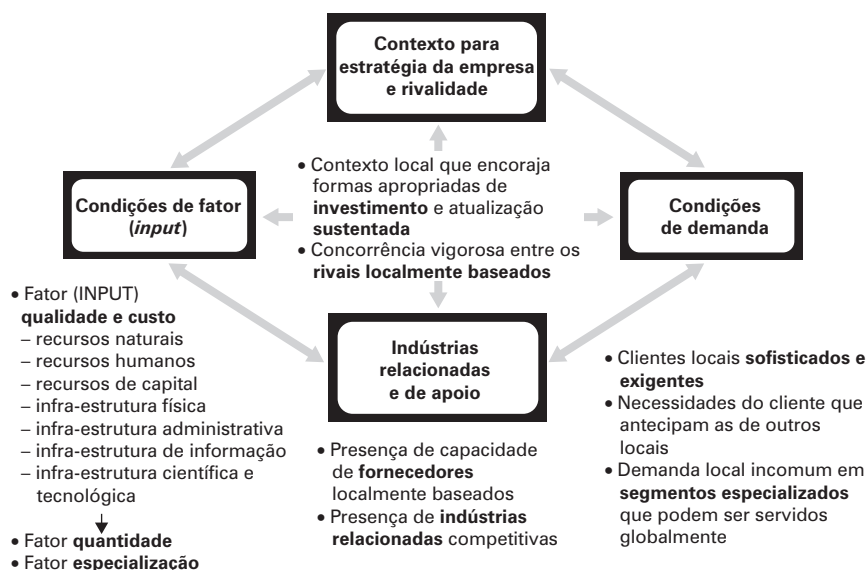 Contexto para
estratégia da empresa
e rivalidade
Condições de fator
(input)
• Contexto local que encoraja
formas apropriadas de
investimento e atualização
sustentada
• Concorrência vigorosa entre os
rivais localmente baseados
Condições
de demanda
• Fator (INPUT)
qualidade e custo
– recursos naturais
– recursos humanos
– recursos de capital
– infra-estrutura física
– infra-estrutura administrativa
– infra-estrutura de informação
– infra-estrutura científica e
tecnológica
• Fator quantidade
• Fator especialização
Indústrias
relacionadas
e de apoio
• Presença de capacidade
de fornecedores
localmente baseados
• Presença de indústrias
relacionadas competitivas
• Clientes locais sofisticados e
exigentes
• Necessidades do cliente que
antecipam as de outros
locais
• Demanda local incomum em
segmentos especializados
que podem ser servidos
globalmente